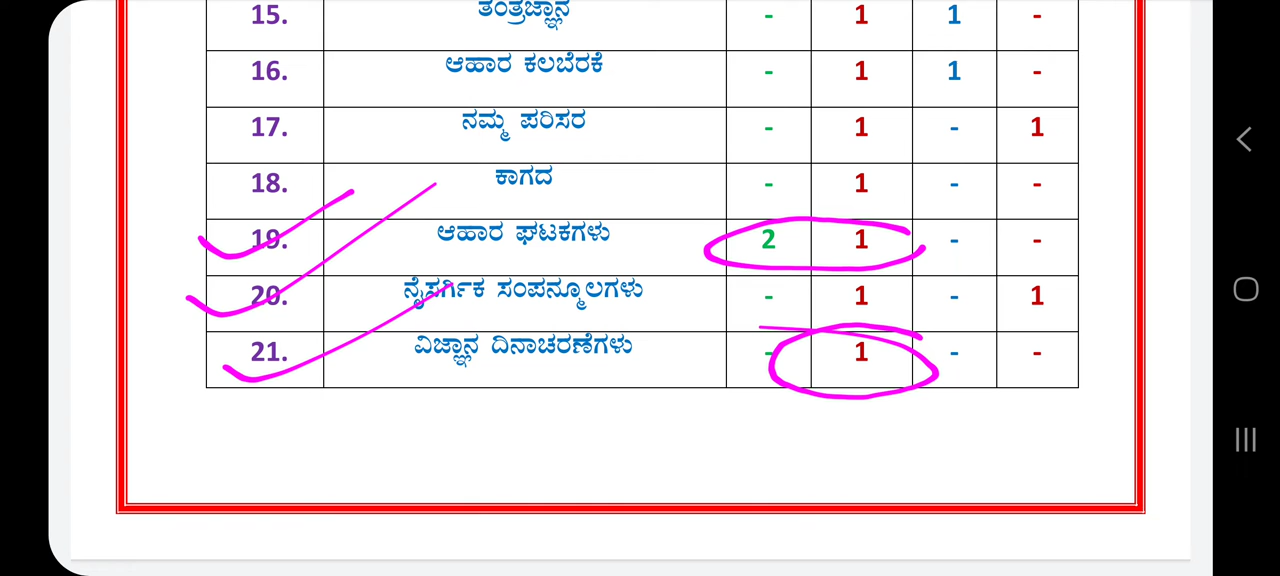 15. ತಂತ್ರಜ್ಞಾನ - 1 1 -
16. ಆಹಾರ ಕಲಬೆರಕೆ - 1 1 -
17. ನಮ್ಮ ಪರಿಸರ - 1 - 1
18. ಕಾಗದ - 1 - -
19. ಆಹಾರ ಘಟಕಗಳು 2 1 - -
20. ನೈಸರ್ಗಿಕ ಸಂಪನ್ಮೂಲಗಳು - 1 - 1
21. ವಿಜ್ಞಾನ ದಿನಾಚರಣೆಗಳು - 1 - -